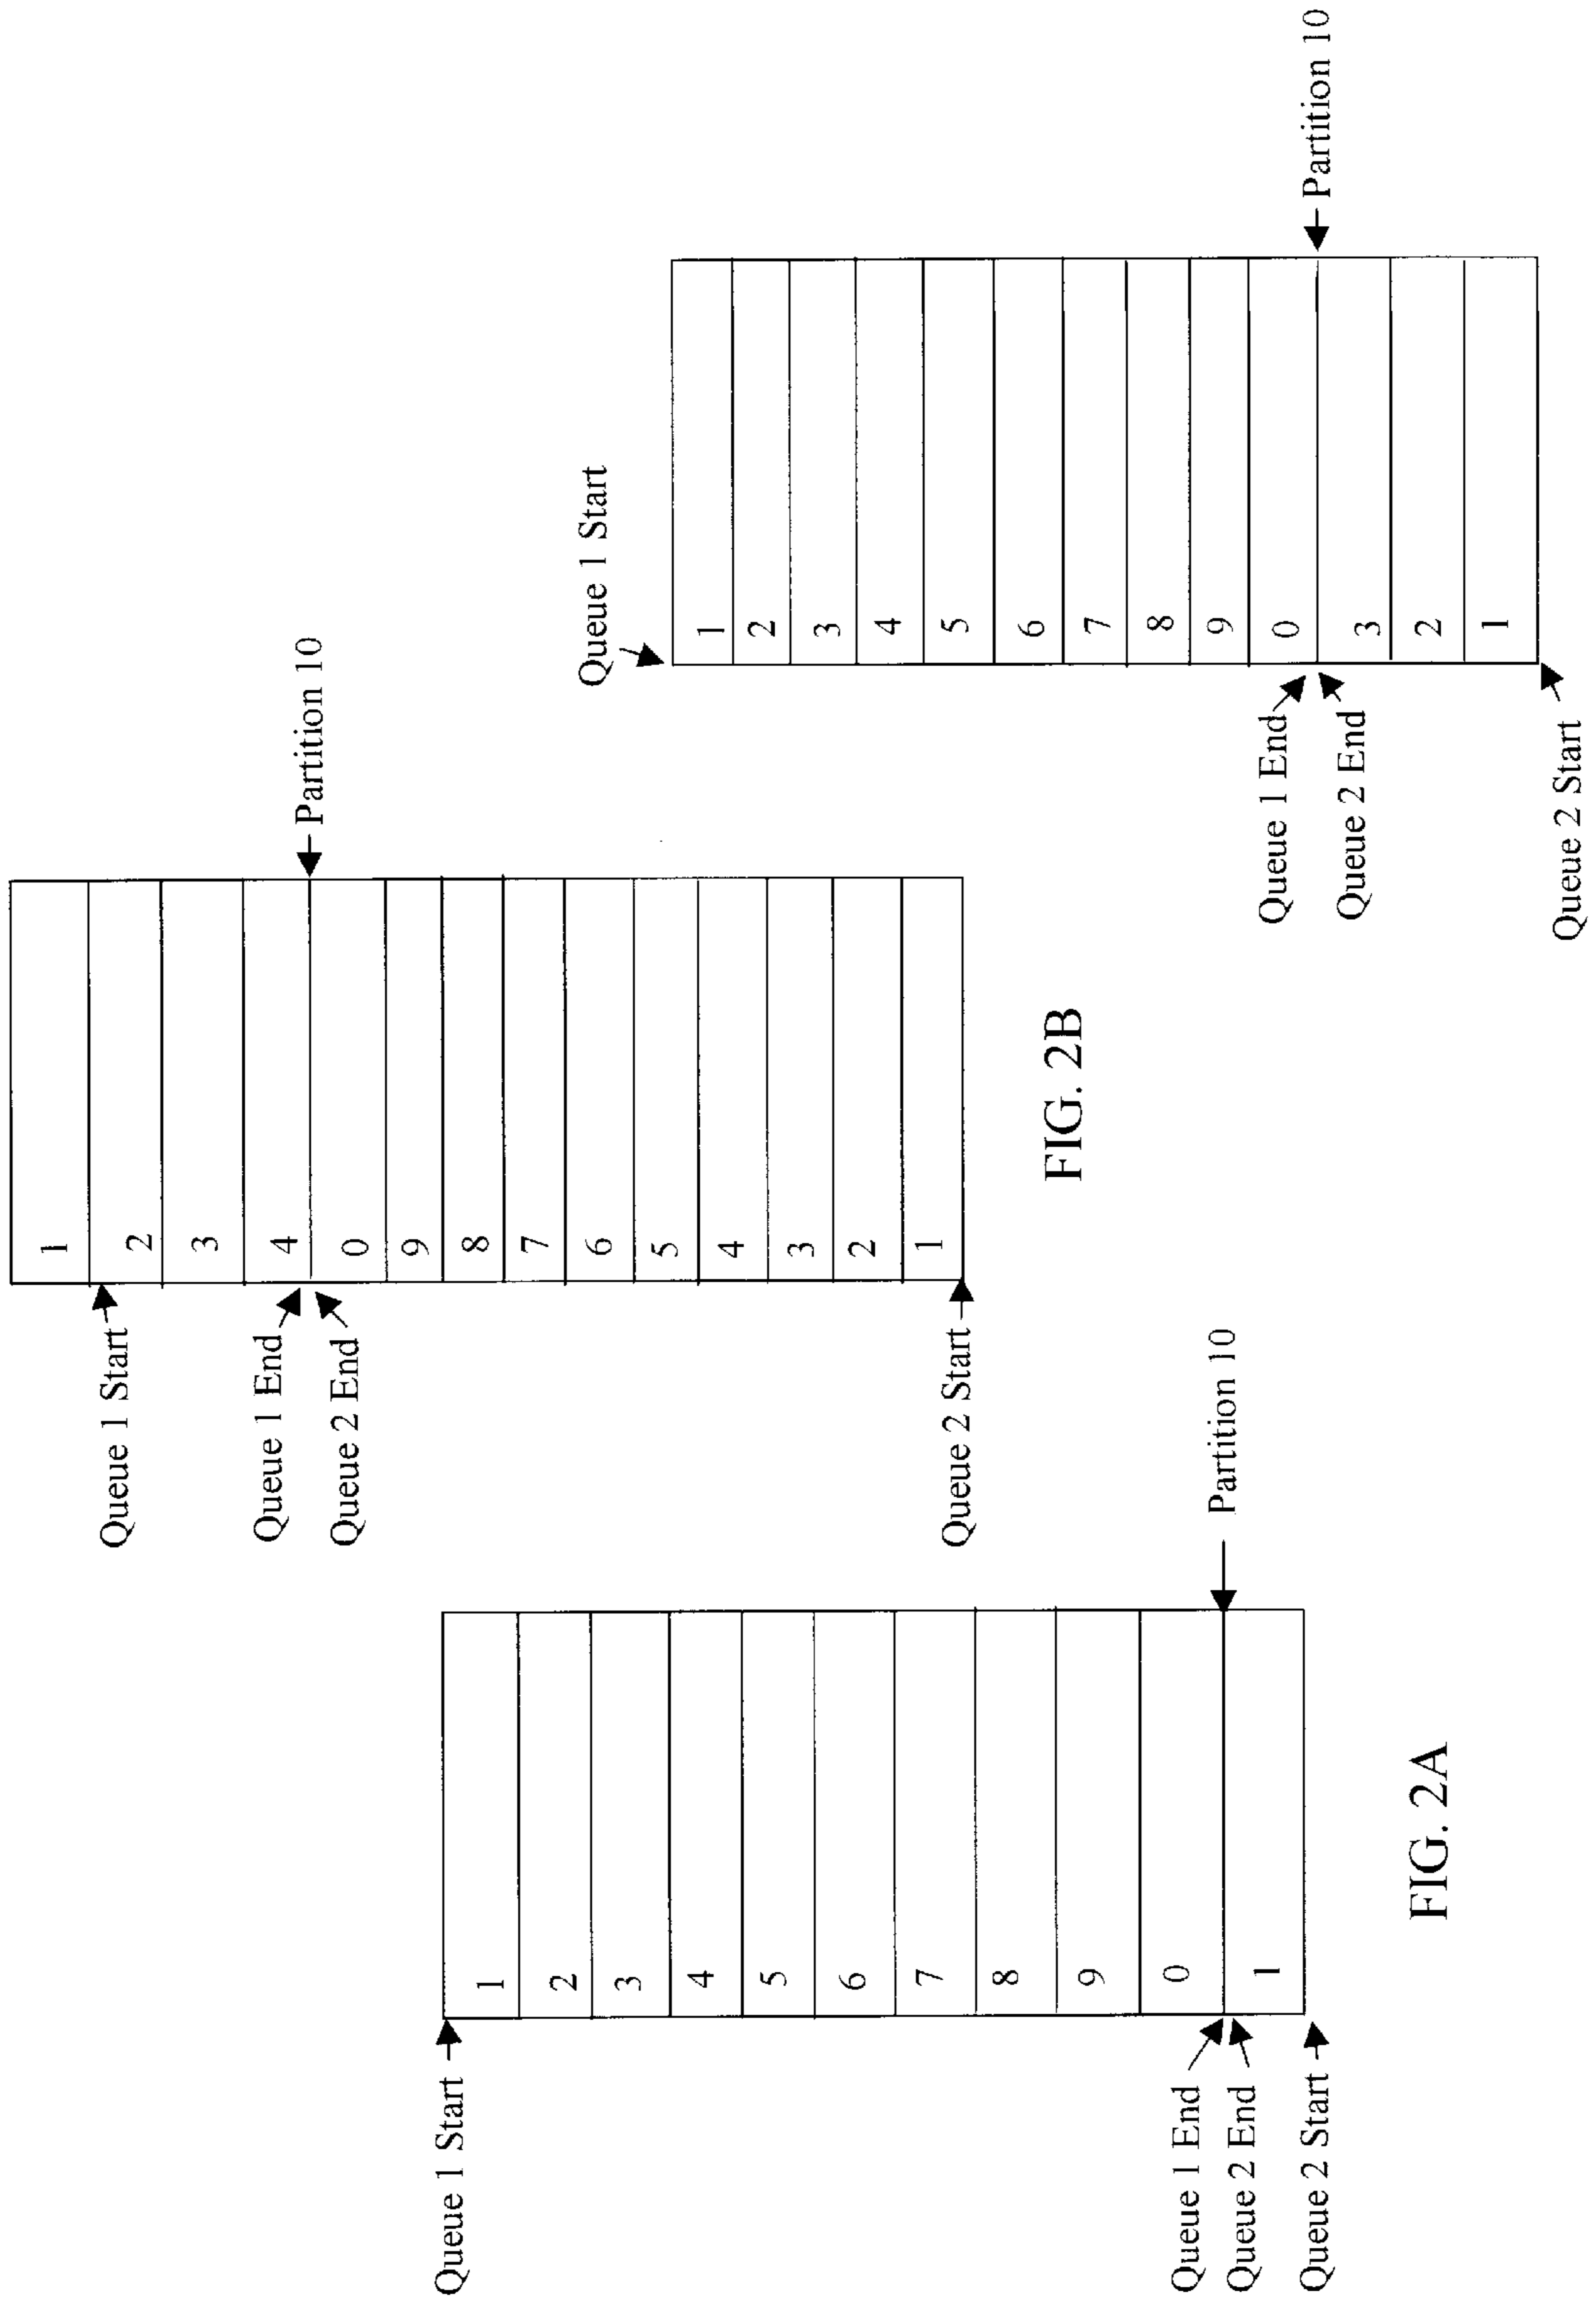 Queue 1 Start
1
2
3
4
5
6
7
8
9
0
1
Queue 1 End
Queue 2 End
Queue 2 Start
Partition 10
FIG. 2A
1
2
3
4
0
9
8
7
6
5
4
3
2
1
Queue 1 Start
Queue 1 End
Queue 2 End
Queue 2 Start
Partition 10
FIG. 2B
Queue 1 Start
1
2
3
4
5
6
7
8
9
0
3
2
1
Queue 1 End
Queue 2 End
Queue 2 Start
Partition 10